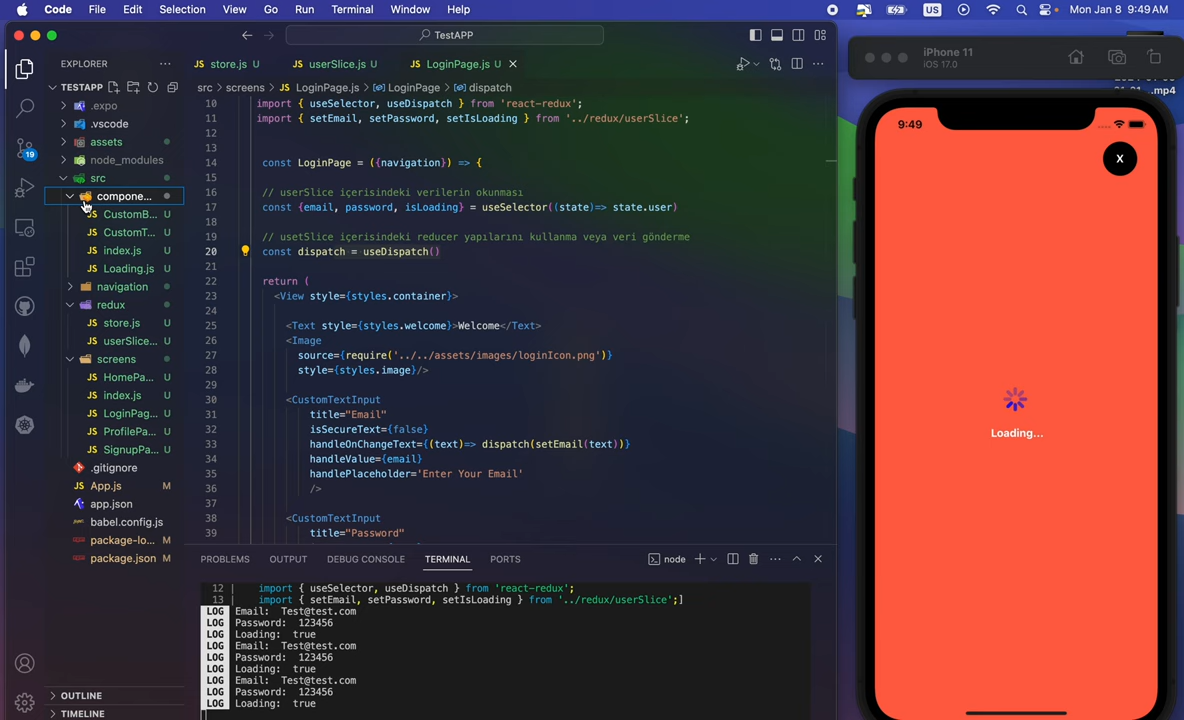 Code File Edit Selection View Go Run Terminal Window Help US Mon Jan 8 9:49 AM
TestAPP
EXPLORER
TESTAPP
.expo
.vscode
assets
node_modules
src
compone...
CustomB... U
CustomT... U
index.js U
Loading.js U
navigation
redux
store.js U
userSlice... U
screens
HomePa... U
index.js U
LoginPag... U
ProfilePa... U
SignupPa... U
.gitignore
App.js M
app.json
babel.config.js
package-lo... M
package.json M
OUTLINE
TIMELINE
19
store.js U userSlice.js U LoginPage.js U
src > screens > JS LoginPage.js > LoginPage > dispatch
10 import { useSelector, useDispatch } from 'react-redux';
11 import { setEmail, setPassword, setIsLoading } from '../redux/userSlice';
12
13
14 const LoginPage = ({navigation}) => {
15
16 // userSlice içerisindeki verilerin okunması
17 const {email, password, isLoading} = useSelector((state)=> state.user)
18
19 // usetSlice içerisindeki reducer yapılarını kullanma veya veri gönderme
20 const dispatch = useDispatch()
21
22 return (
23 <View style={styles.container}>
24
25 <Text style={styles.welcome}>Welcome</Text>
26 <Image
27 source={require('../../assets/images/loginIcon.png')}
28 style={styles.image}/>
29
30 <CustomTextInput
31 title="Email"
32 isSecureText={false}
33 handleOnChangeText={(text)=> dispatch(setEmail(text))}
34 handleValue={email}
35 handlePlaceholder='Enter Your Email'
36 />
37
38 <CustomTextInput
39 title="Password"
PROBLEMS OUTPUT DEBUG CONSOLE TERMINAL PORTS node
12 | import { useSelector, useDispatch } from 'react-redux';
13 | import { setEmail, setPassword, setIsLoading } from '../redux/userSlice';]
LOG Email: Test@test.com
LOG Password: 123456
LOG Loading: true
LOG Email: Test@test.com
LOG Password: 123456
LOG Loading: true
LOG Email: Test@test.com
LOG Password: 123456
LOG Loading: true
iPhone 11
iOS 17.0
....mp4
9:49
X
Loading...